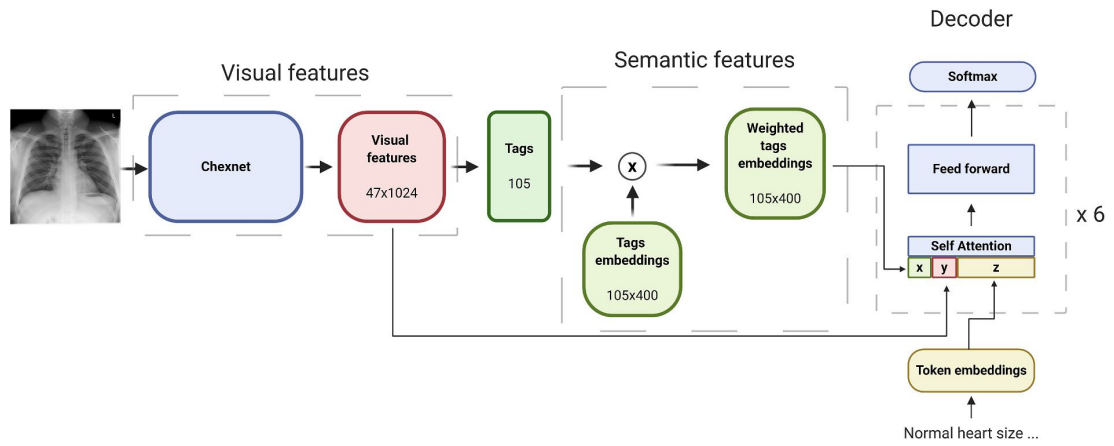 Decoder
Visual features
Semantic features
Softmax
L
Chexnet
Visual
features
47x1024
Tags
105
x
Weighted
tags
embeddings
105x400
Tags
embeddings
105x400
Feed forward
x 6
Self Attention
x y z
Token embeddings
Normal heart size ...